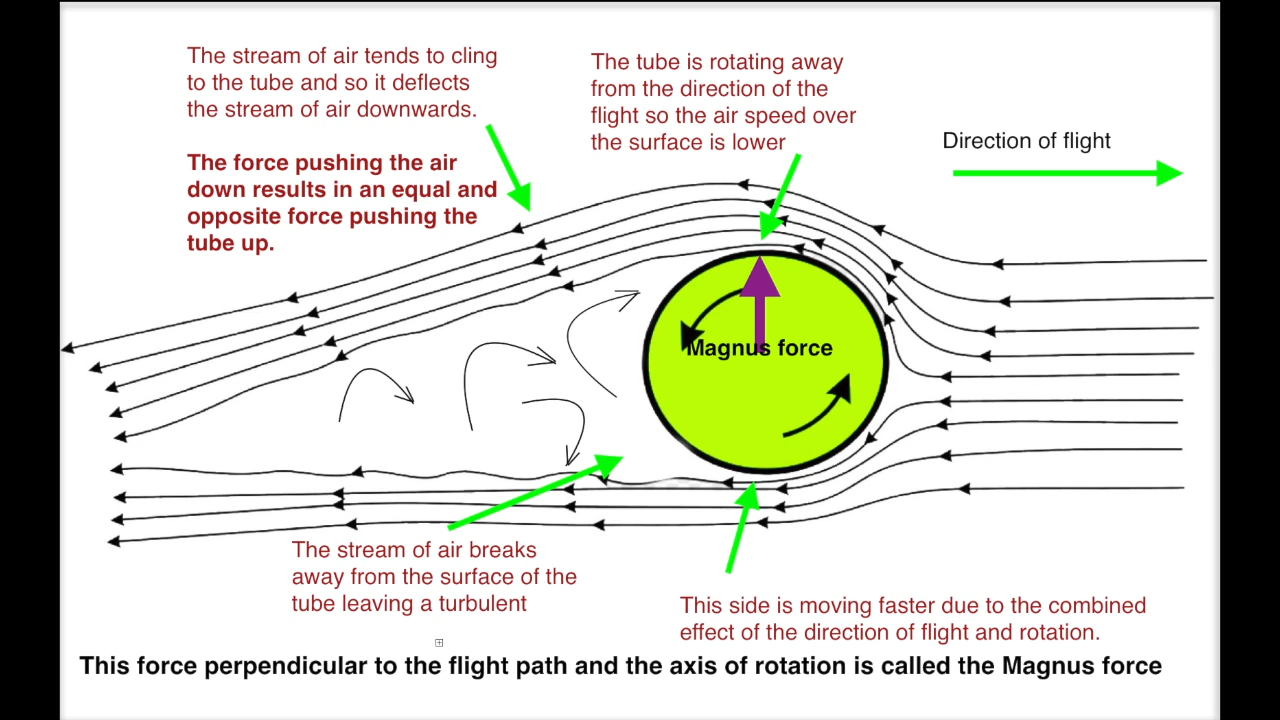 The stream of air tends to cling
to the tube and so it deflects
the stream of air downwards.
The force pushing the air
down results in an equal and
opposite force pushing the
tube up.
The tube is rotating away
from the direction of the
flight so the air speed over
the surface is lower
Direction of flight
Magnus force
The stream of air breaks
away from the surface of the
tube leaving a turbulent
This side is moving faster due to the combined
effect of the direction of flight and rotation.
This force perpendicular to the flight path and the axis of rotation is called the Magnus force